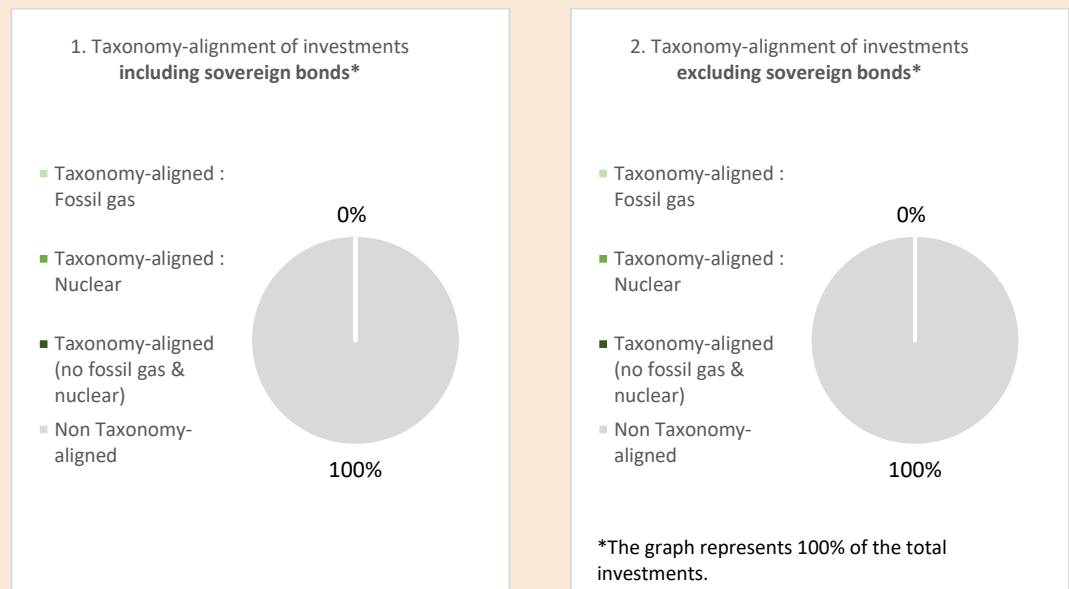 1. Taxonomy-alignment of investments
including sovereign bonds*
Taxonomy-aligned :
Fossil gas
Taxonomy-aligned :
Nuclear
Taxonomy-aligned
(no fossil gas &
nuclear)
Non Taxonomy-
aligned
0%
100%
2. Taxonomy-alignment of investments
excluding sovereign bonds*
Taxonomy-aligned :
Fossil gas
Taxonomy-aligned :
Nuclear
Taxonomy-aligned
(no fossil gas &
nuclear)
Non Taxonomy-
aligned
0%
100%
*The graph represents 100% of the total
investments.